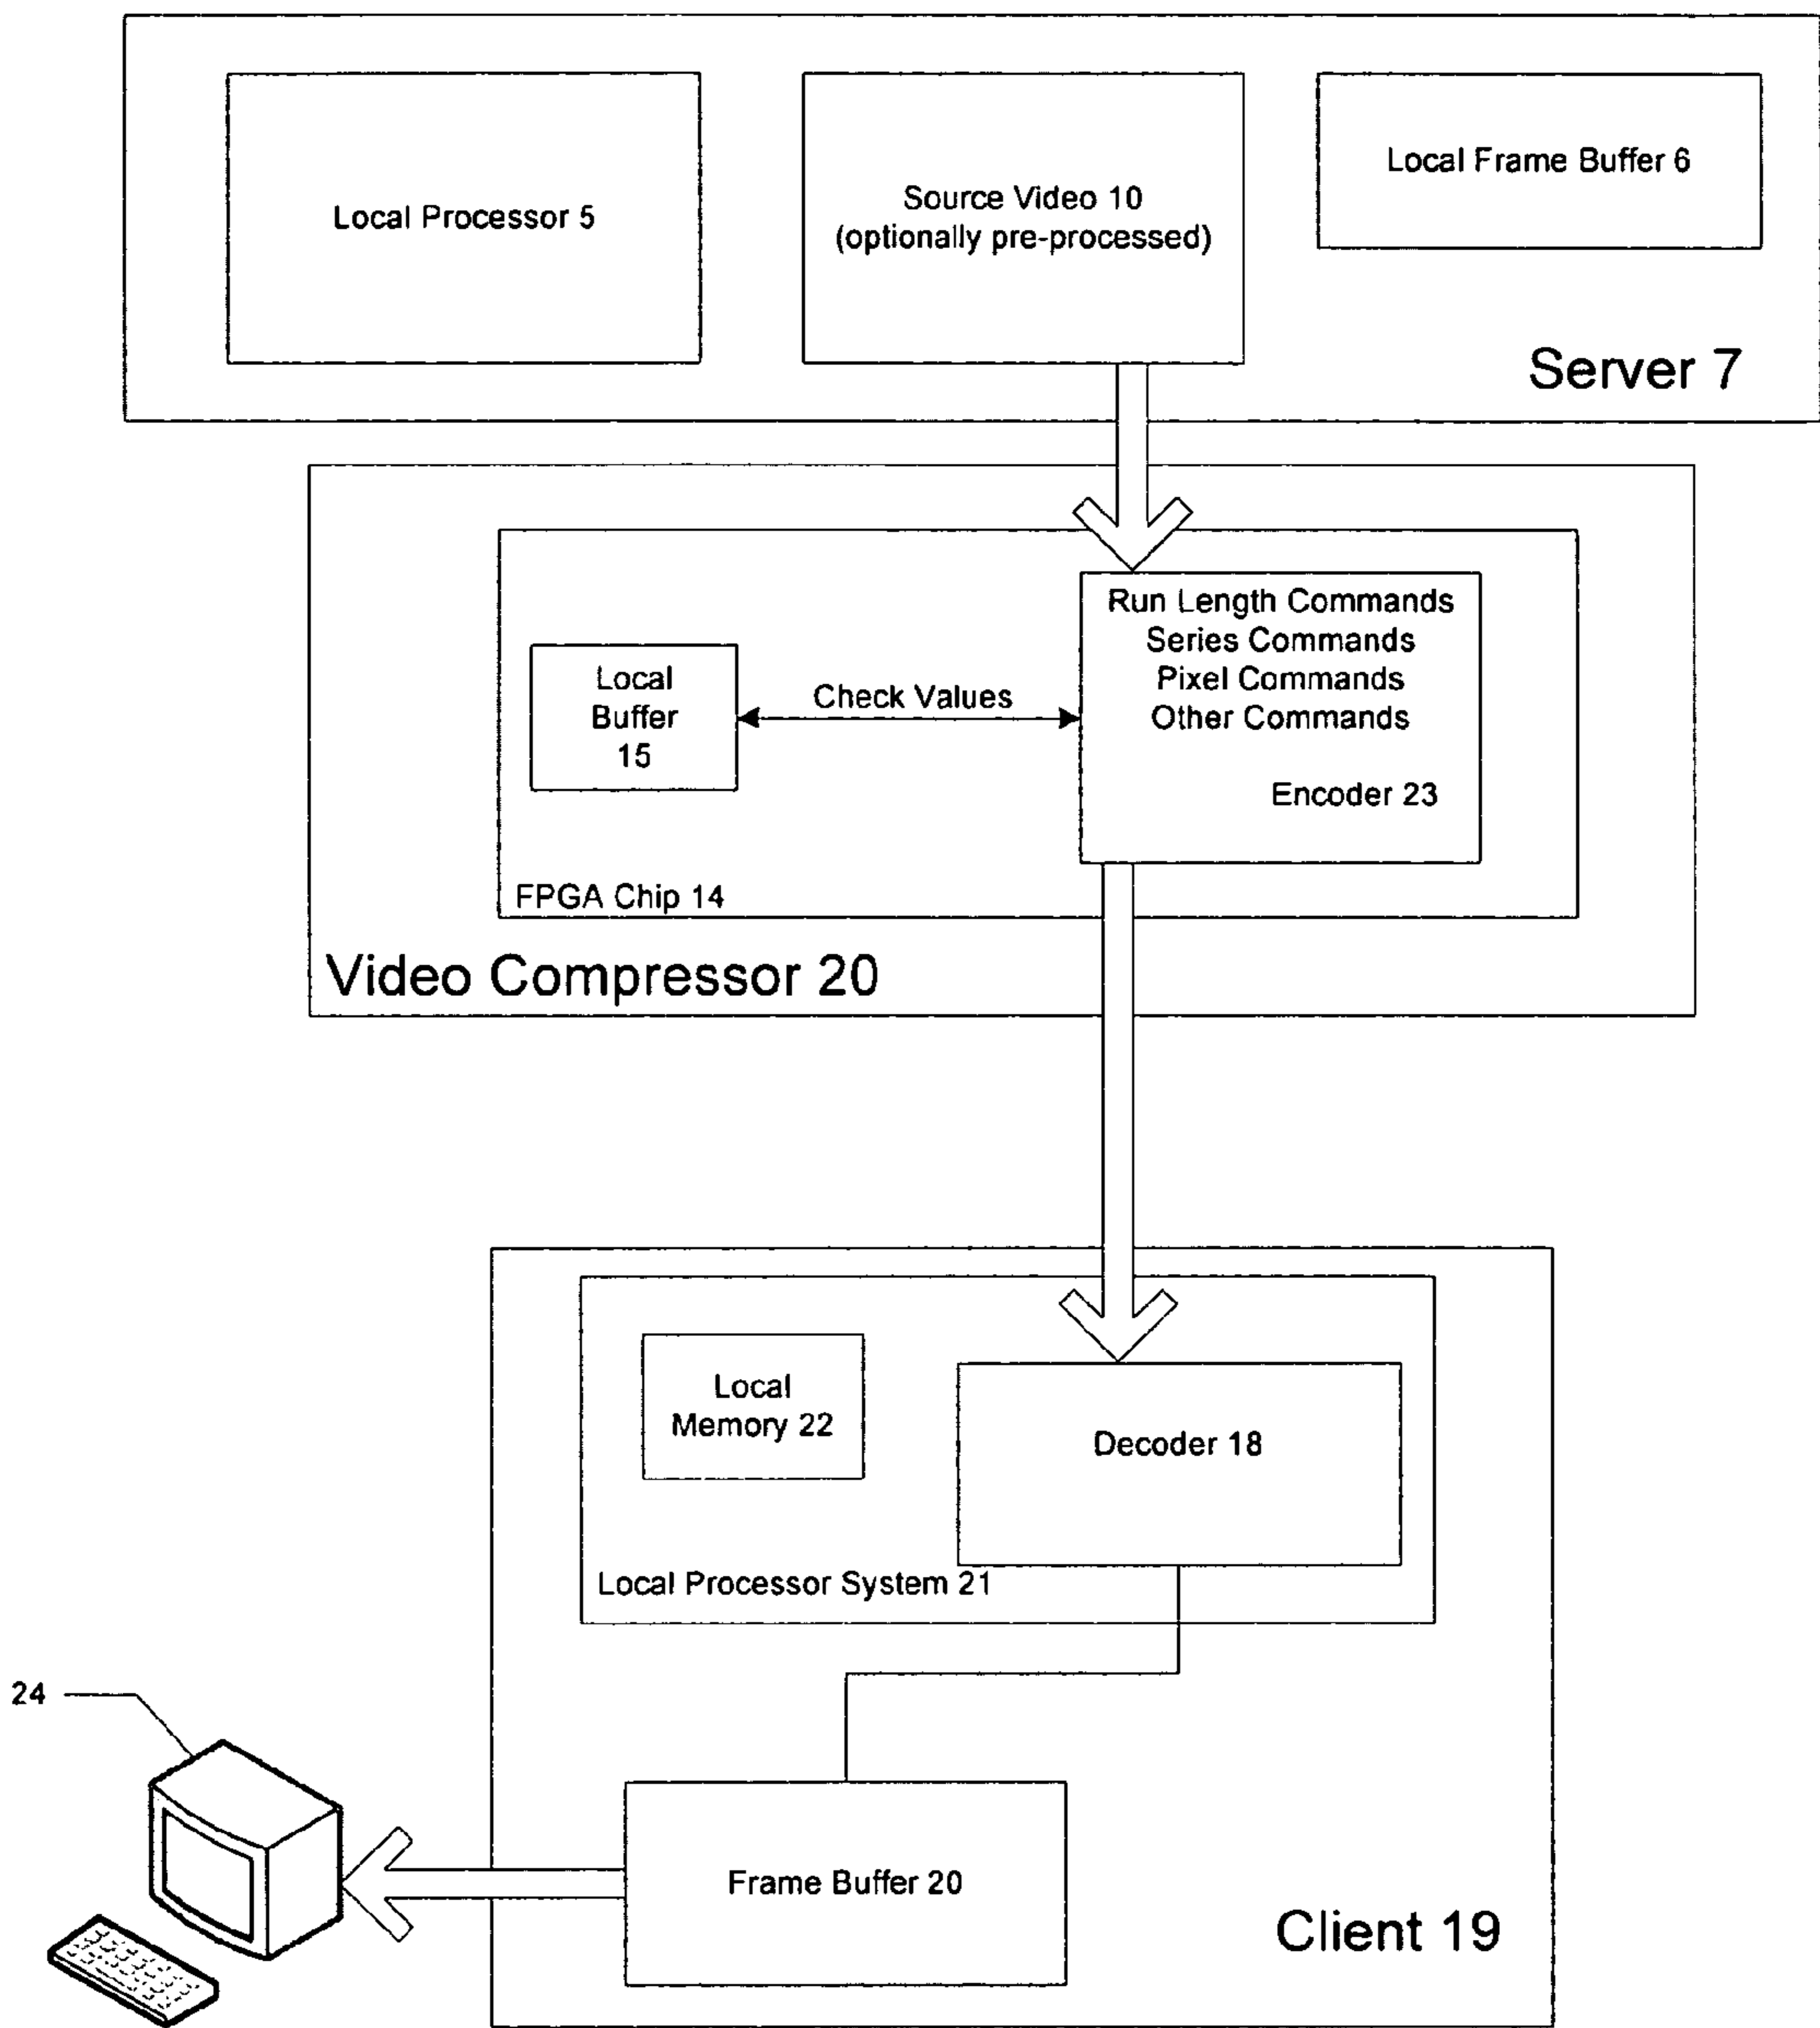 Local Processor 5
Source Video 10
(optionally pre-processed)
Local Frame Buffer 6
Server 7
Run Length Commands
Series Commands
Pixel Commands
Other Commands
Encoder 23
Local
Buffer
15
Check Values
FPGA Chip 14
Video Compressor 20
Local
Memory 22
Decoder 18
Local Processor System 21
24
Frame Buffer 20
Client 19